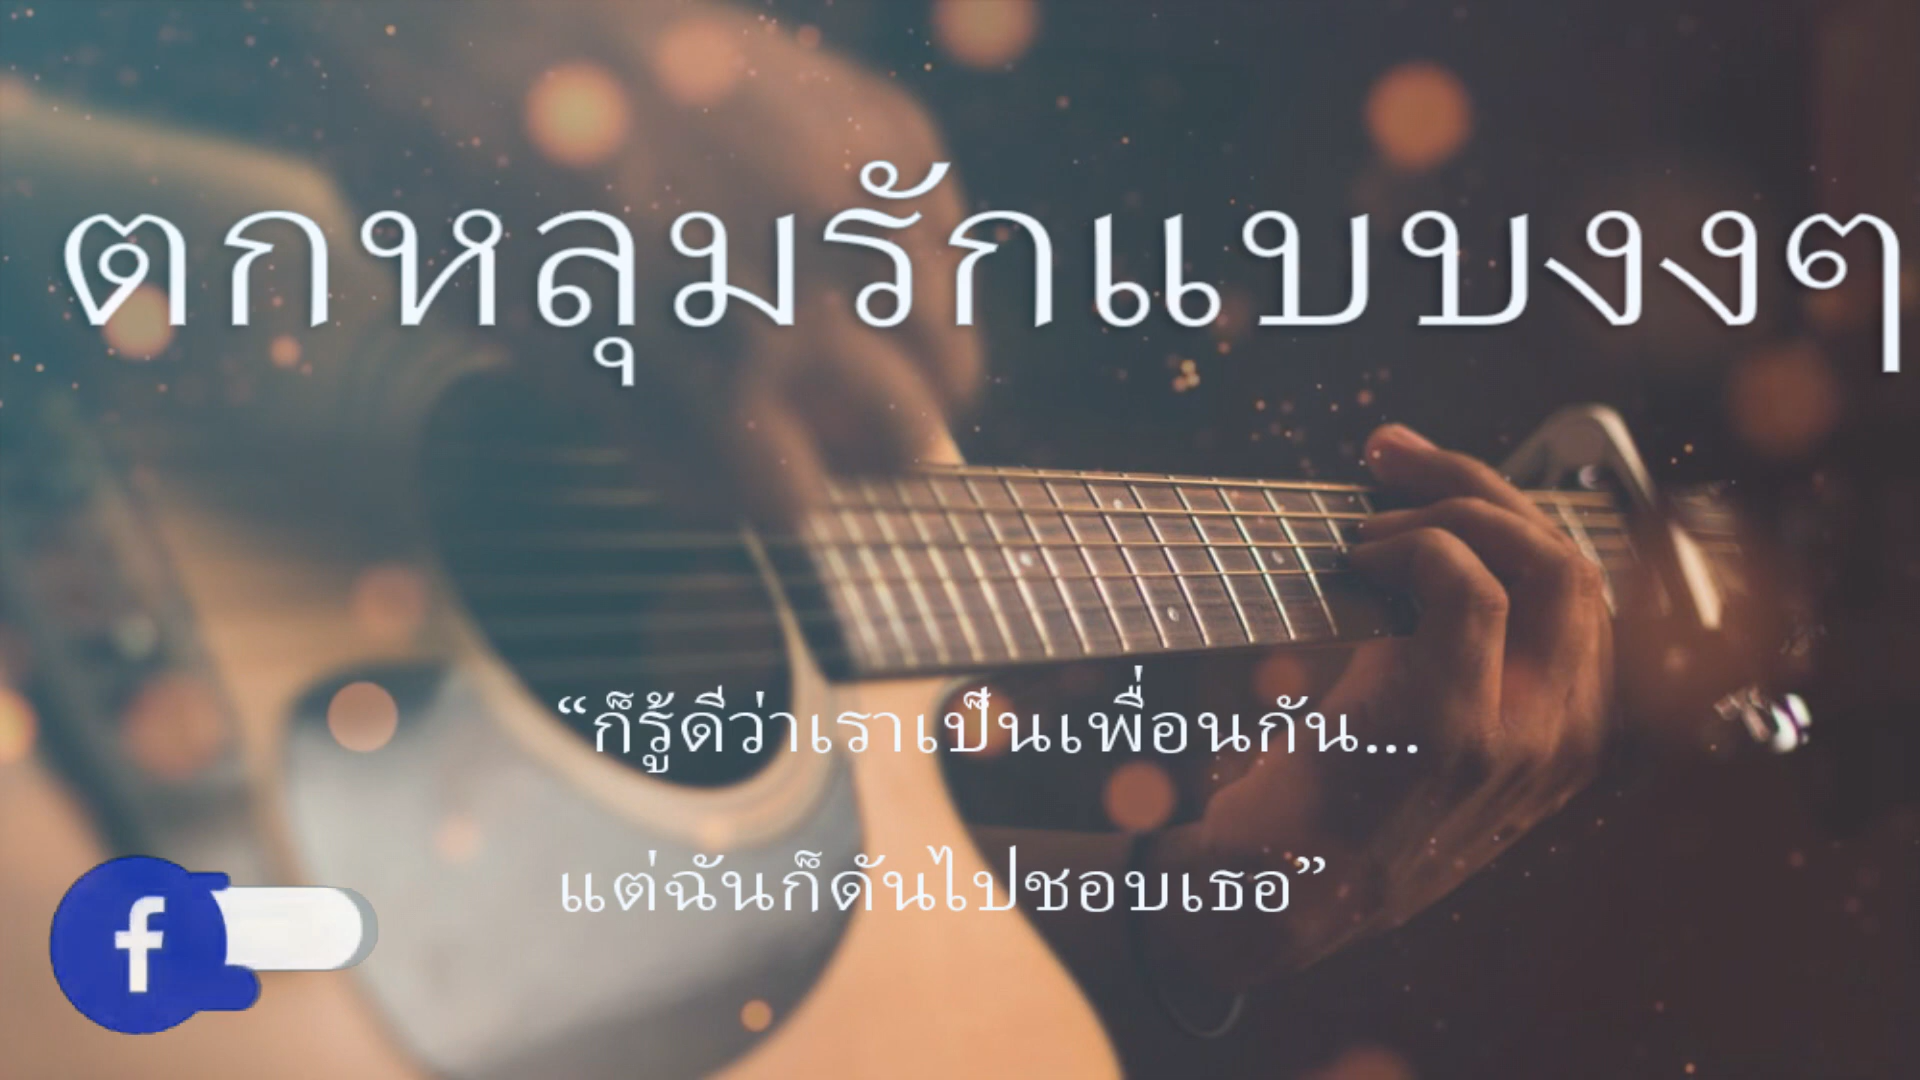 ตกหลุมรักแบบงงๆ
“ก็รู้ดีว่าเราเป็นเพื่อนกัน...
แต่ฉันก็ดันไปชอบเธอ”
f